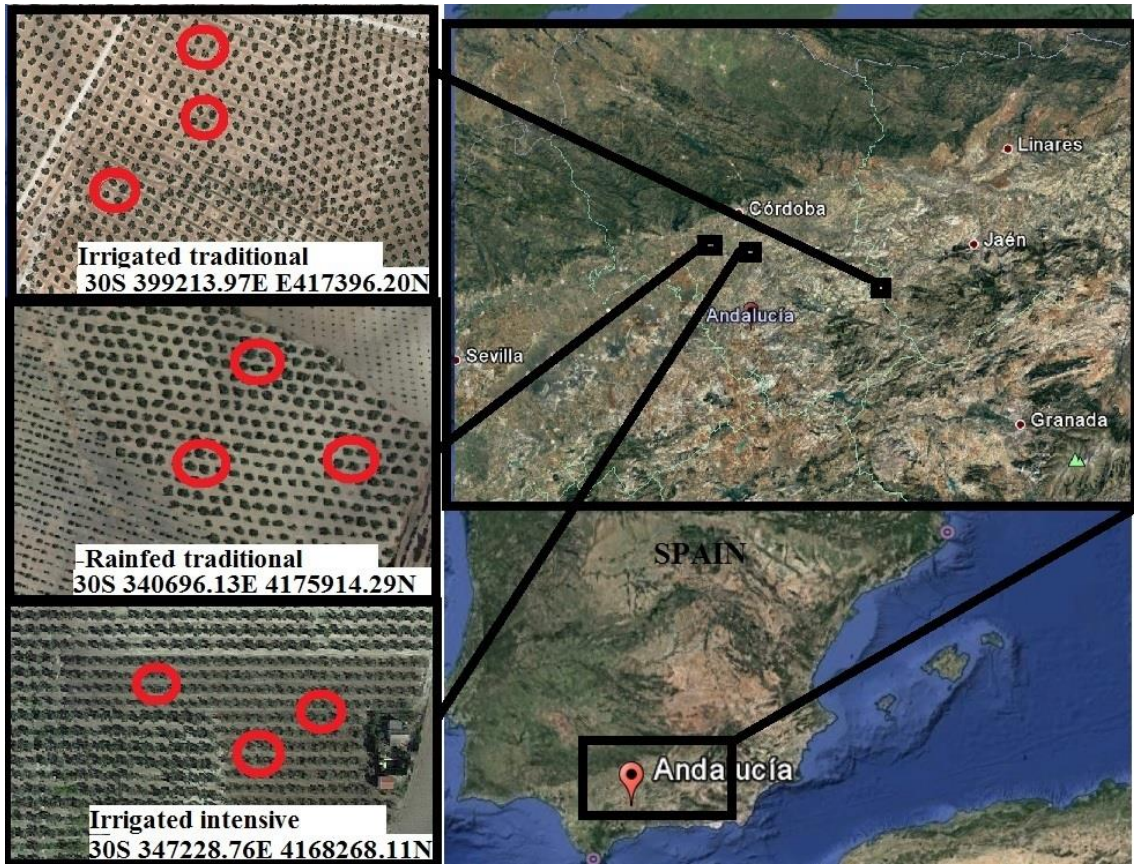 Irrigated traditional
30S 399213.97E E417396.20N
-Rainfed traditional
30S 340696.13E 4175914.29N
Irrigated intensive
30S 347228.76E 4168268.11N
Linares
Córdoba
Jaén
Andalucía
Sevilla
Granada
SPAIN
Andalucía